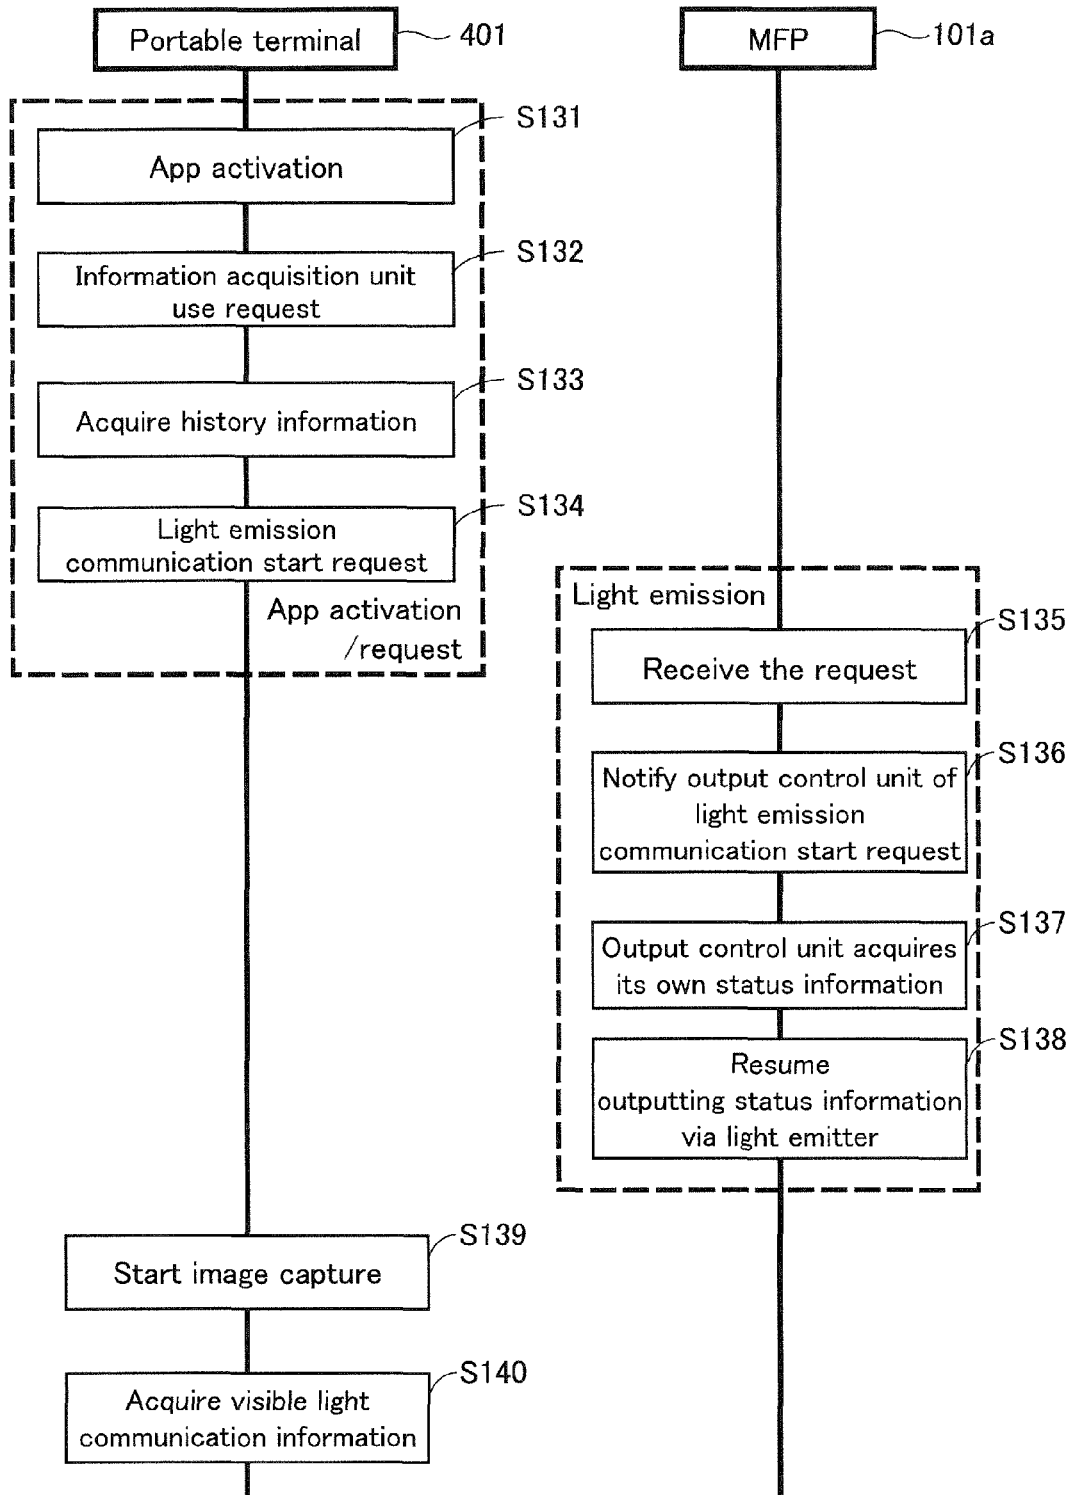 Portable terminal
401
MFP
101a
S131
App activation
S132
Information acquisition unit
use request
S133
Acquire history information
S134
Light emission
communication start request
App activation
/request
Light emission
S135
Receive the request
S136
Notify output control unit of
light emission
communication start request
S137
Output control unit acquires
its own status information
S138
Resume
outputting status information
via light emitter
S139
Start image capture
S140
Acquire visible light
communication information